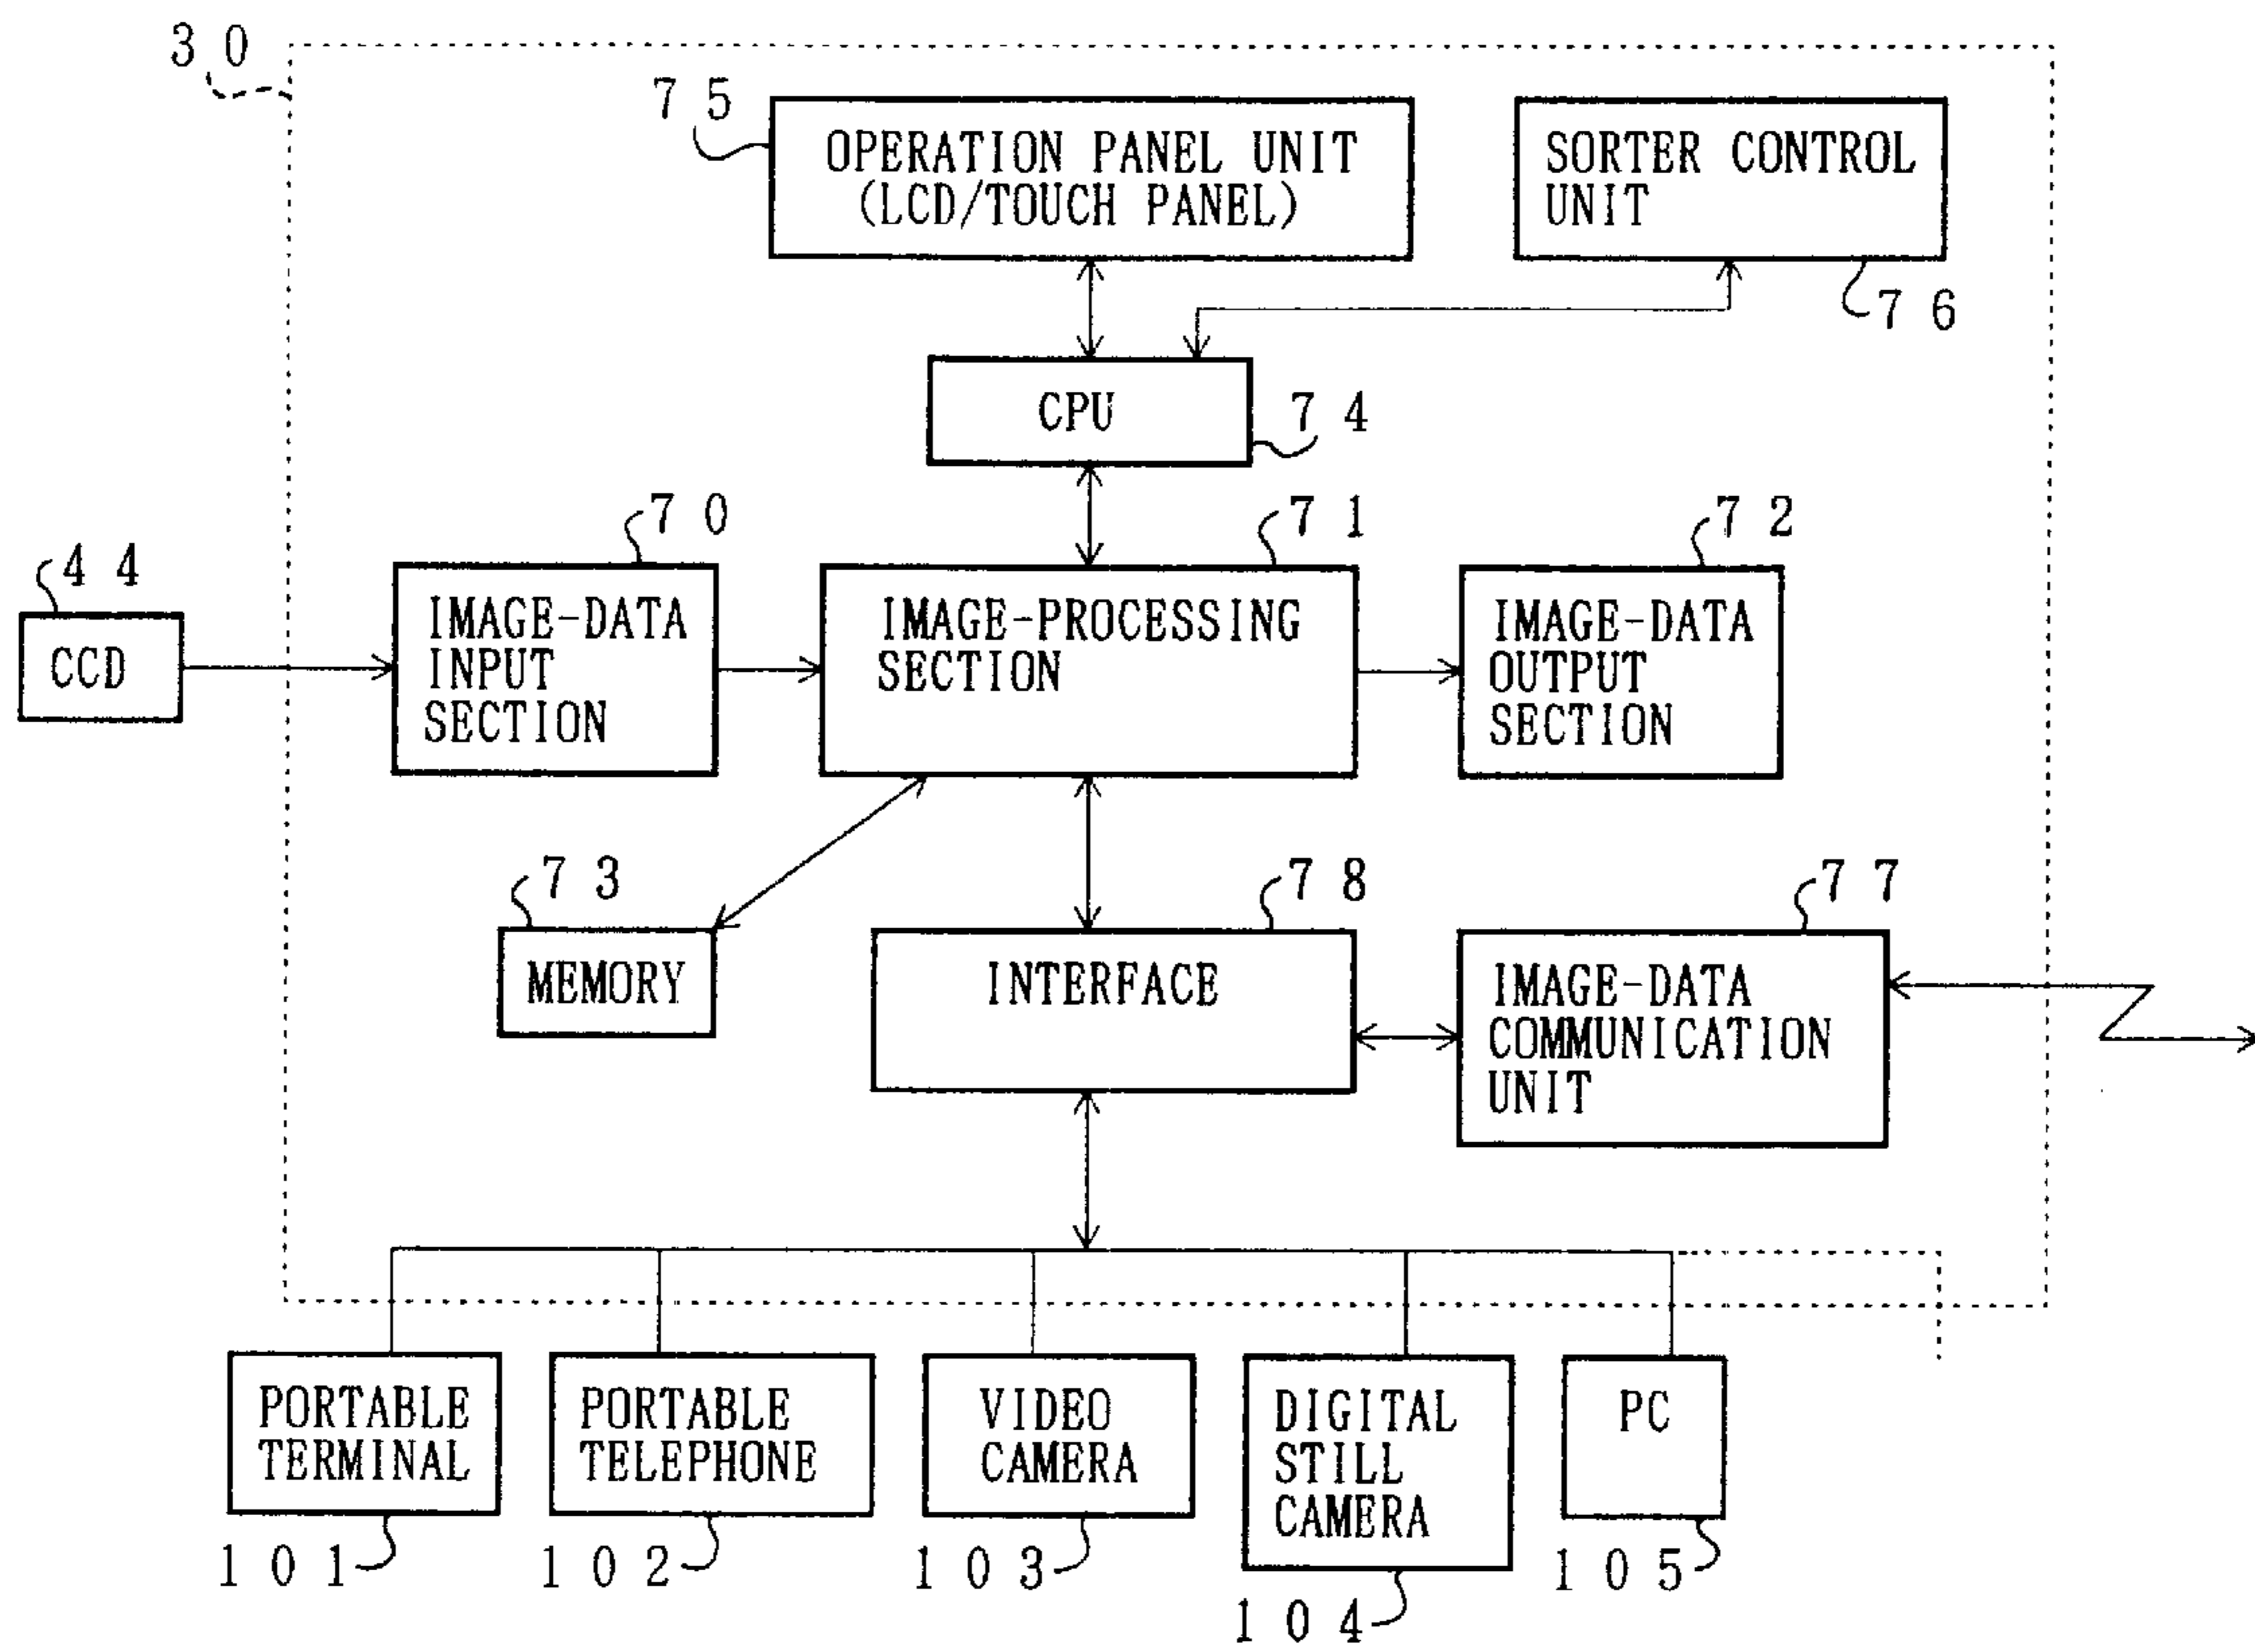 30
75
OPERATION PANEL UNIT
(LCD/TOUCH PANEL)
SORTER CONTROL
UNIT
76
CPU
74
70
71
72
44
CCD
IMAGE-DATA
INPUT
SECTION
IMAGE-PROCESSING
SECTION
IMAGE-DATA
OUTPUT
SECTION
73
78
77
MEMORY
INTERFACE
IMAGE-DATA
COMMUNICATION
UNIT
PORTABLE
TERMINAL
PORTABLE
TELEPHONE
VIDEO
CAMERA
DIGITAL
STILL
CAMERA
PC
101
102
103
104
105